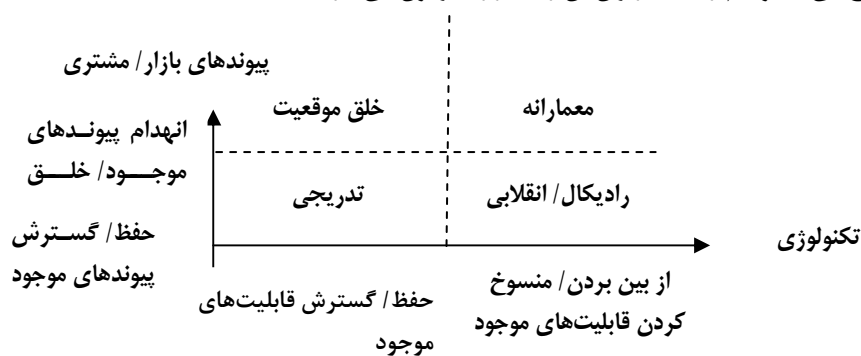 پیوندهای بازار/ مشتری
خلق موقعیت
معمارانه
انهدام پیوندهای
موجود/ خلق
تدریجی
رادیکال/ انقلابی
حفظ/ گسترش
پیوندهای موجود
تکنولوژی
حفظ/ گسترش قابلیت‌های
موجود
از بین بردن/ منسوخ
کردن قابلیت‌های موجود